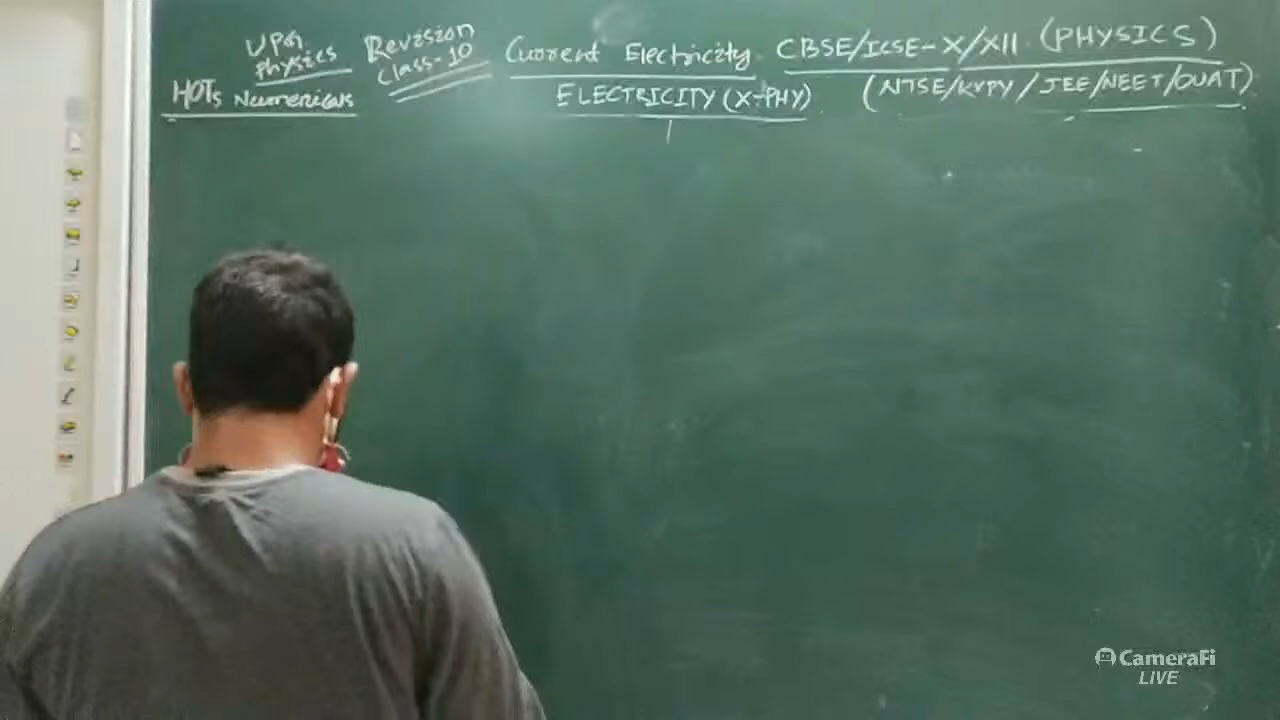 UPOh
Physics
HOTs Numericals
Revision
Class-10
Current Electricity
ELECTRICITY (X-PHY)
CBSE/ICSE-X/XII (PHYSICS)
(NTSE/KVPY/JEE/NEET/OUAT)
CameraFi
LIVE